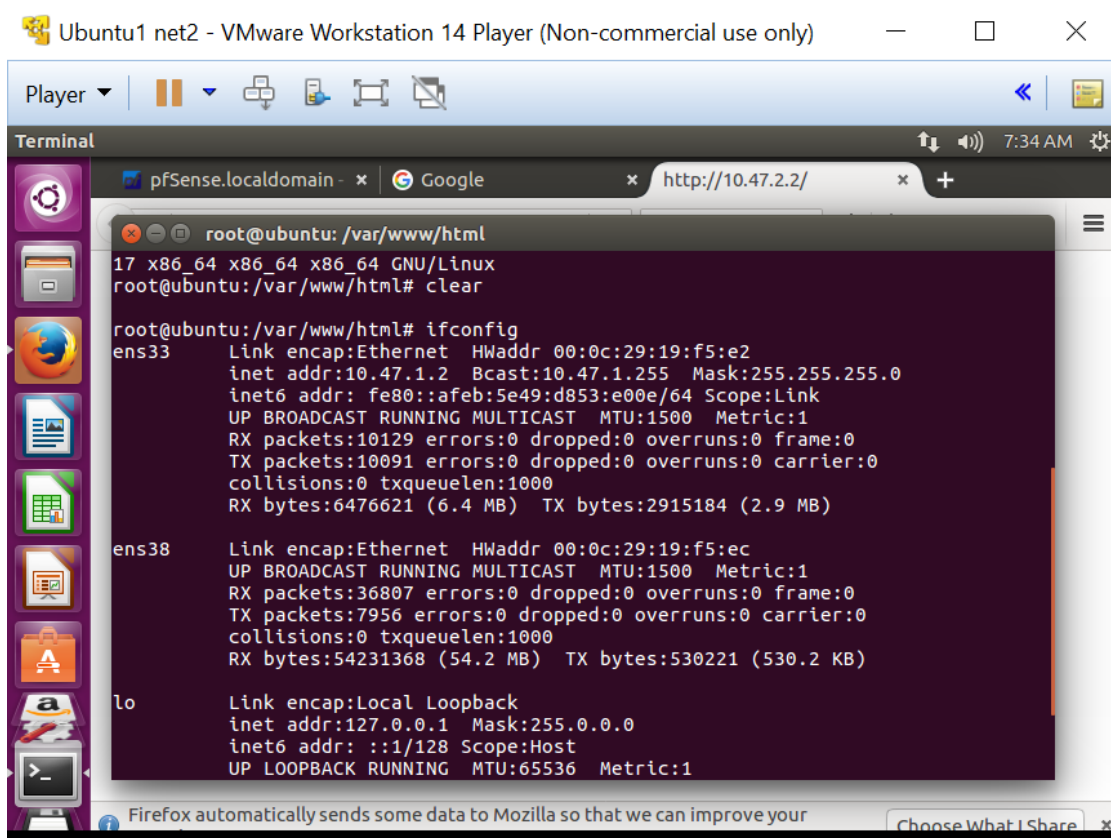 Ubuntu1 net2 - VMware Workstation 14 Player (Non-commercial use only)
Player
Terminal
7:34 AM
pfSense.localdomain -
Google
http://10.47.2.2/
root@ubuntu: /var/www/html
17 x86_64 x86_64 x86_64 GNU/Linux
root@ubuntu:/var/www/html# clear
root@ubuntu:/var/www/html# ifconfig
ens33 Link encap:Ethernet HWaddr 00:0c:29:19:f5:e2
inet addr:10.47.1.2 Bcast:10.47.1.255 Mask:255.255.255.0
inet6 addr: fe80::afeb:5e49:d853:e00e/64 Scope:Link
UP BROADCAST RUNNING MULTICAST MTU:1500 Metric:1
RX packets:10129 errors:0 dropped:0 overruns:0 frame:0
TX packets:10091 errors:0 dropped:0 overruns:0 carrier:0
collisions:0 txqueuelen:1000
RX bytes:6476621 (6.4 MB) TX bytes:2915184 (2.9 MB)
ens38 Link encap:Ethernet HWaddr 00:0c:29:19:f5:ec
UP BROADCAST RUNNING MULTICAST MTU:1500 Metric:1
RX packets:36807 errors:0 dropped:0 overruns:0 frame:0
TX packets:7956 errors:0 dropped:0 overruns:0 carrier:0
collisions:0 txqueuelen:1000
RX bytes:54231368 (54.2 MB) TX bytes:530221 (530.2 KB)
lo Link encap:Local Loopback
inet addr:127.0.0.1 Mask:255.0.0.0
inet6 addr: ::1/128 Scope:Host
UP LOOPBACK RUNNING MTU:65536 Metric:1
Firefox automatically sends some data to Mozilla so that we can improve your
Choose What I Share